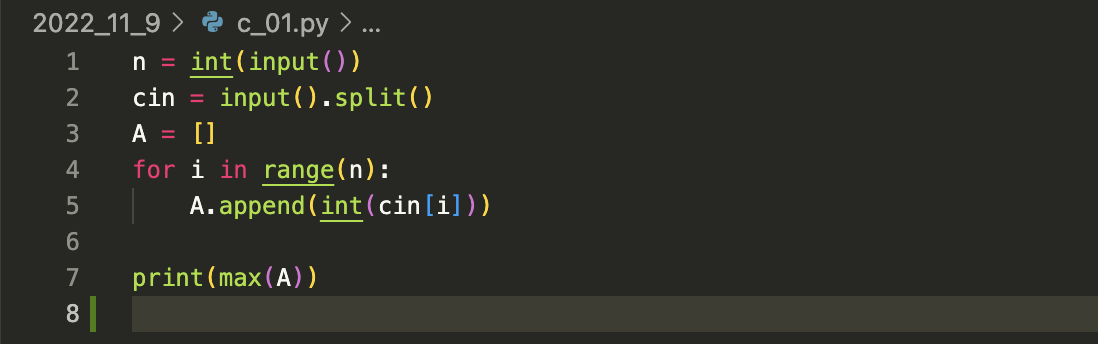 2022_11_9 > c_01.py > ...
1 n = int(input())
2 cin = input().split()
3 A = []
4 for i in range(n):
5     A.append(int(cin[i]))
6
7 print(max(A))
8